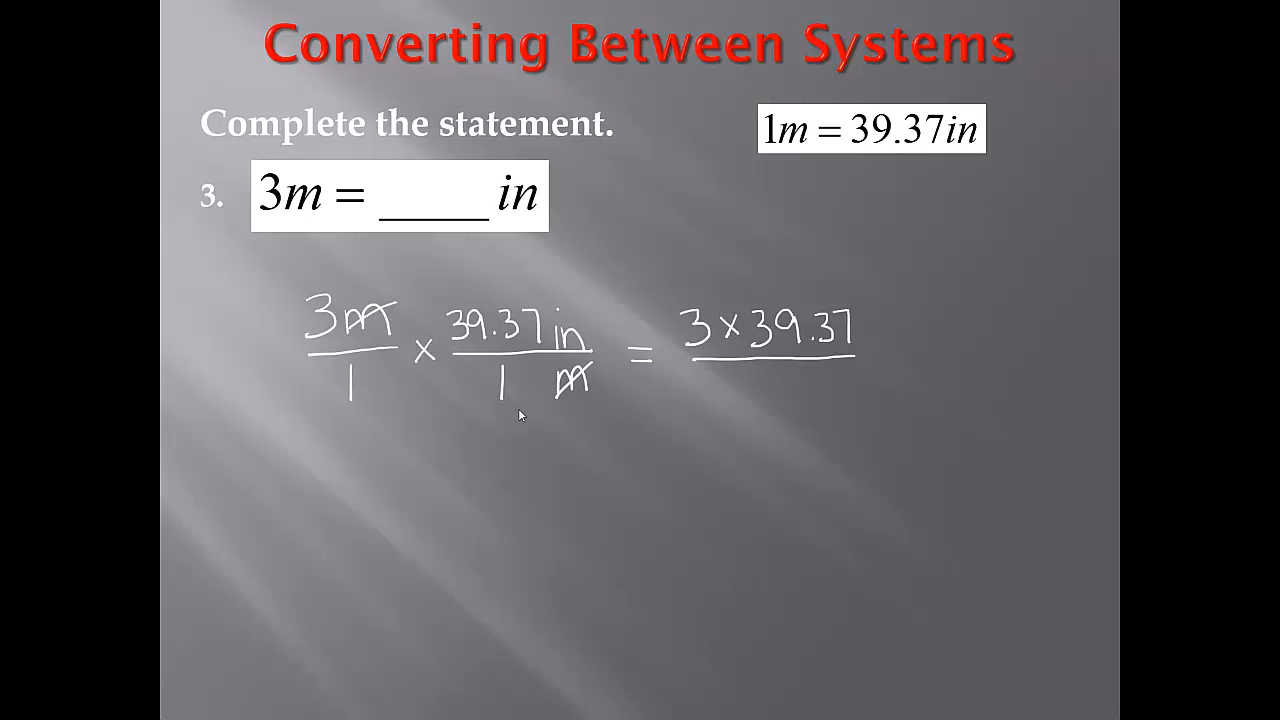 Converting Between Systems
Complete the statement.
1m = 39.37in
3. 3m = _____ in
3m × 39.37 in = 3 × 39.37
1 1 m